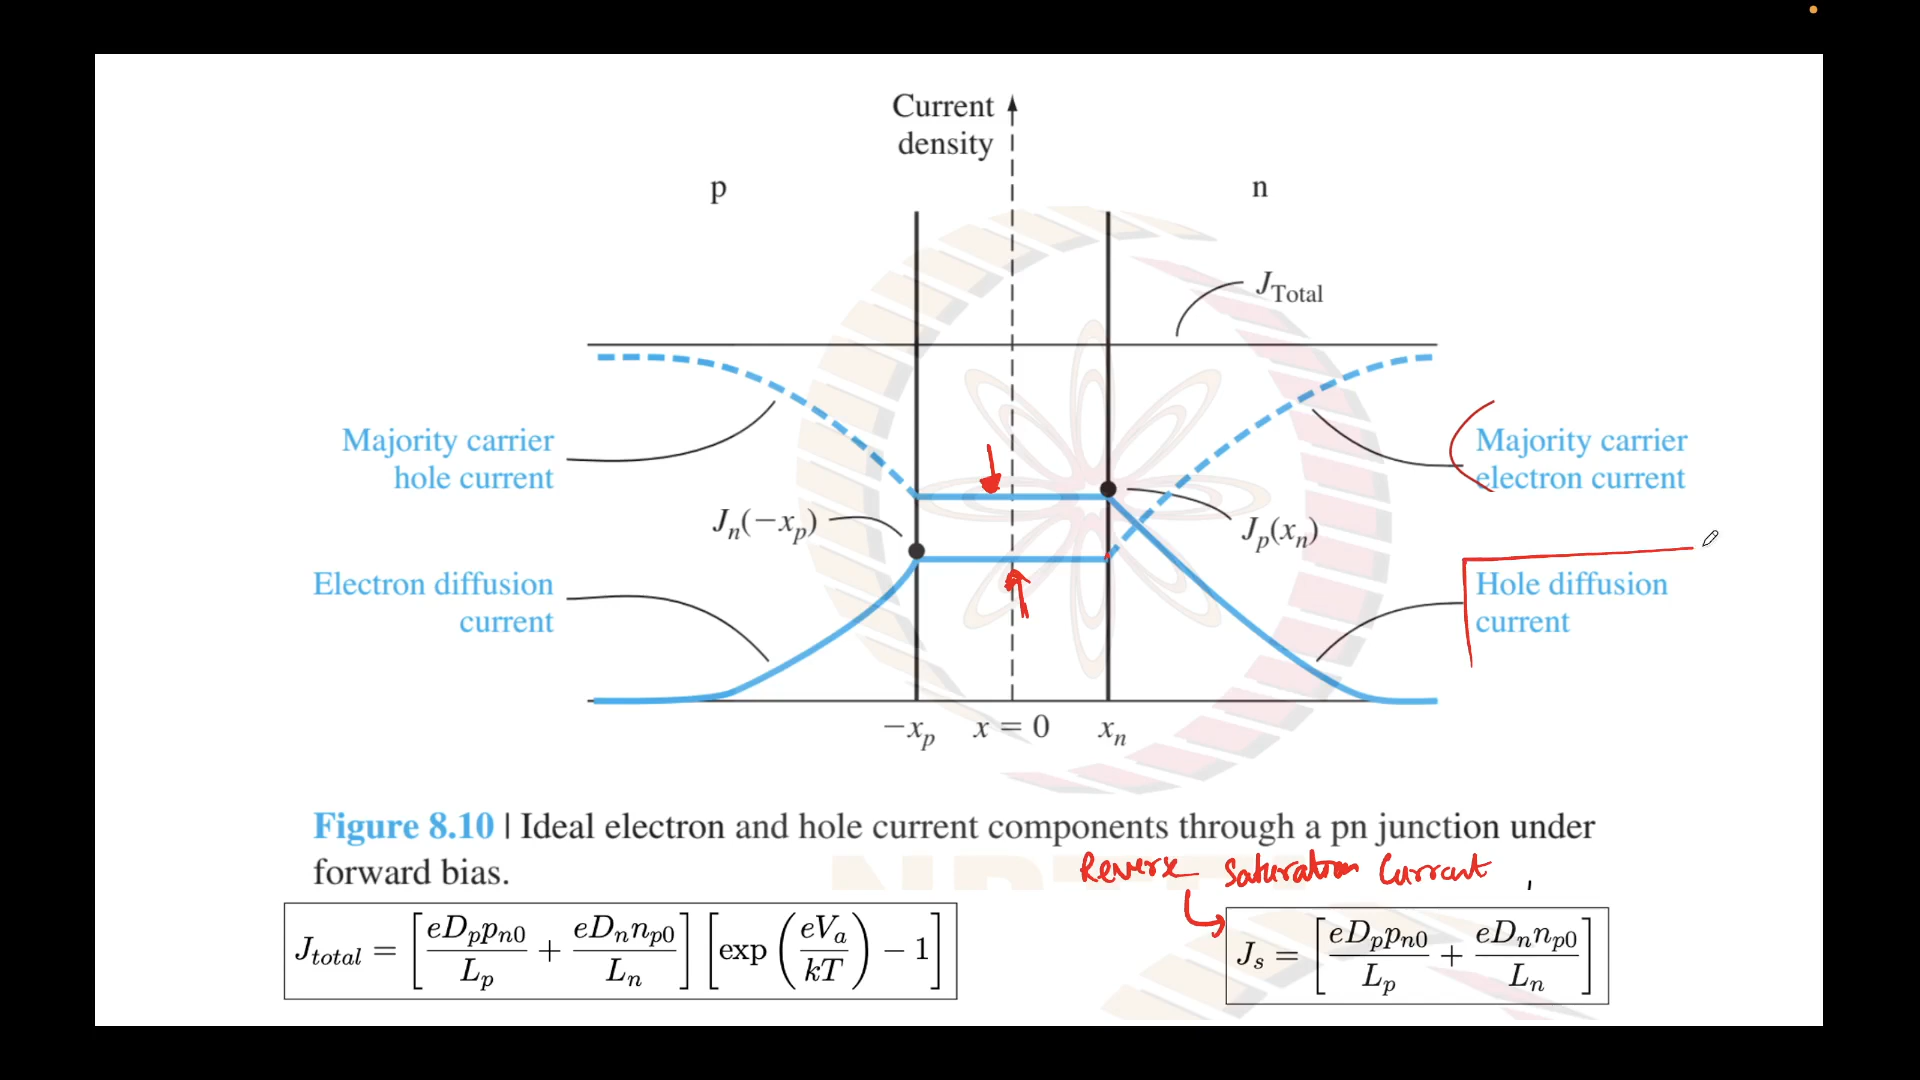 Current
density
p
n
J_Total
Majority carrier
hole current
Majority carrier
electron current
J_n(−x_p)
J_p(x_n)
Electron diffusion
current
Hole diffusion
current
−x_p x = 0 x_n
Figure 8.10 | Ideal electron and hole current components through a pn junction under
forward bias.
Reverse Saturation Current
J_total = [eD_p p_n0 / L_p + eD_n n_p0 / L_n] [exp (eV_a / kT) − 1]
J_s = [eD_p p_n0 / L_p + eD_n n_p0 / L_n]